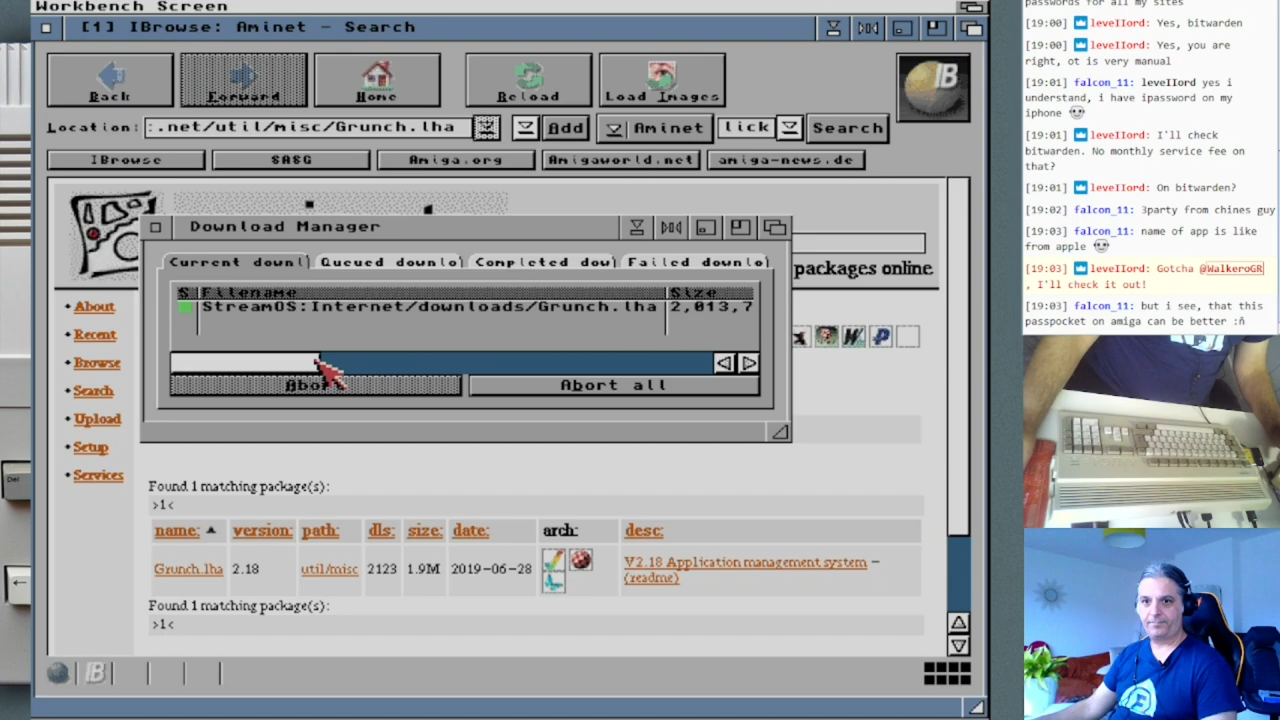 Workbench Screen
[1] IBrowse: Aminet - Search
Back
Forward
Home
Reload
Load Images
Location:
:.net/util/misc/Grunch.lha
Add
Aminet
lick
Search
IBrowse
SASG
Amiga.org
Amigaworld.net
amiga-news.de
Download Manager
Current downl
Queued downlo
Completed dow
Failed downlo
S Filename Size
StreamOS:Internet/downloads/Grunch.lha 2,013,7
Abort all
packages online
About
Recent
Browse
Search
Upload
Setup
Services
Found 1 matching package(s):
>1<
name: version: path: dls: size: date: arch: desc:
Grunch.lha 2.18 util/misc 2123 1.9M 2019-06-28 V2.18 Application management system -
(readme)
Found 1 matching package(s):
>1<
passwords for all my sites
[19:00] leveIIord: Yes, bitwarden
[19:00] leveIIord: Yes, you are
right, ot is very manual
[19:01] falcon_11: leveIIord yes i
understand, i have ipassword on my
iphone
[19:01] leveIIord: I'll check
bitwarden. No monthly service fee on
that?
[19:01] leveIIord: On bitwarden?
[19:02] falcon_11: 3party from chines guy
[19:03] falcon_11: name of app is like
from apple
[19:03] leveIIord: Gotcha @WalkeroGR
, I'll check it out!
[19:03] falcon_11: but i see, that this
passpocket on amiga can be better :ñ
Del